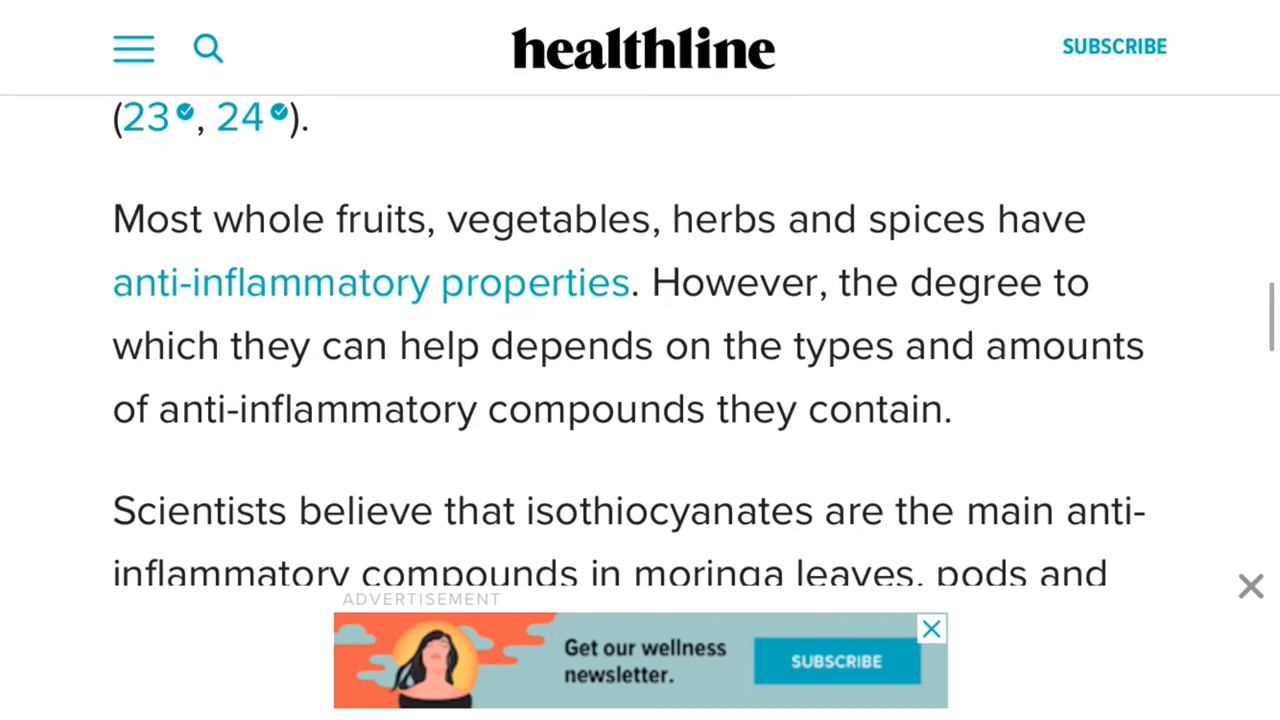 healthline
SUBSCRIBE
(23, 24).
Most whole fruits, vegetables, herbs and spices have
anti-inflammatory properties. However, the degree to
which they can help depends on the types and amounts
of anti-inflammatory compounds they contain.
Scientists believe that isothiocyanates are the main anti-
inflammatory compounds in moringa leaves, pods and
ADVERTISEMENT
Get our wellness
newsletter.
SUBSCRIBE